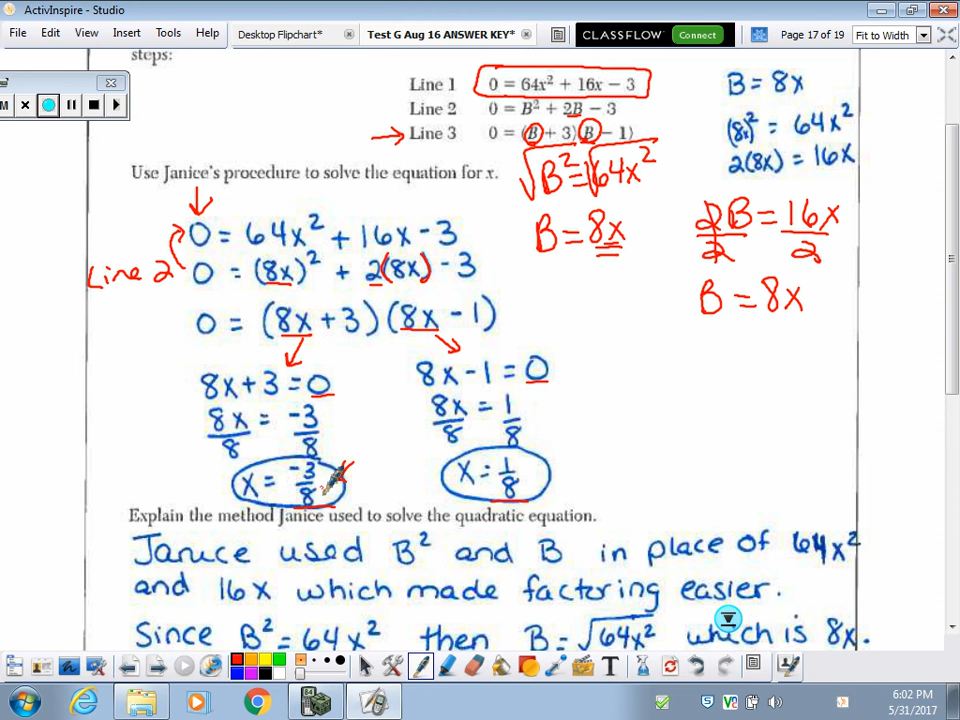 ActivInspire - Studio
File Edit View Insert Tools Help
Desktop Flipchart*
Test G Aug 16 ANSWER KEY*
CLASSFLOW Connect
Page 17 of 19
Fit to Width
steps:
Line 1 0 = 64x² + 16x − 3
Line 2 0 = B² + 2B − 3
Line 3 0 = (B + 3)(B − 1)
B = 8x
(8x)² = 64x²
2(8x) = 16x
Use Janice's procedure to solve the equation for x.
√B² = √64x²
B = 8x
2B = 16x
2 2
B = 8x
0 = 64x² + 16x - 3
Line 2 0 = (8x)² + 2(8x) - 3
0 = (8x + 3)(8x - 1)
8x + 3 = 0
8x = -3
8 8
x = -3/8
8x - 1 = 0
8x = 1
8 8
x = 1/8
Explain the method Janice used to solve the quadratic equation.
Janice used B² and B in place of 64x²
and 16x which made factoring easier.
Since B² = 64x² then B = √64x² which is 8x.
6:02 PM
5/31/2017